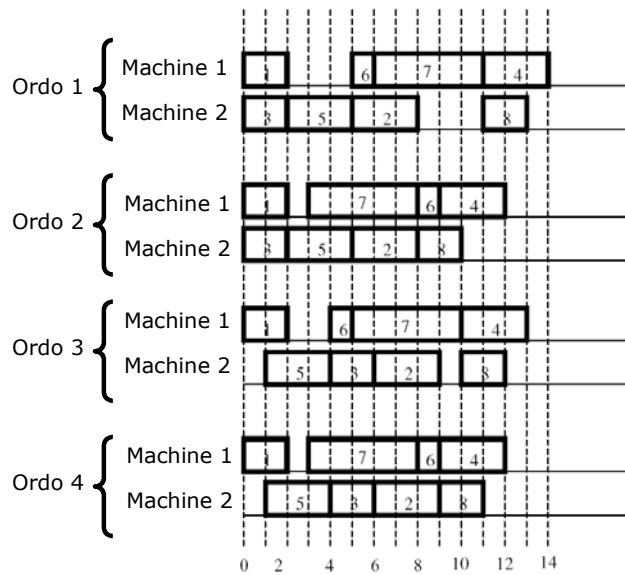 Machine 1 1 6 7 4
Ordo 1
Machine 2 3 5 2 8
Machine 1 1 7 6 4
Ordo 2
Machine 2 3 5 2 8
Machine 1 1 6 7 4
Ordo 3
Machine 2 5 3 2 8
Machine 1 1 7 6 4
Ordo 4
Machine 2 5 3 2 8
0 2 4 6 8 10 12 14